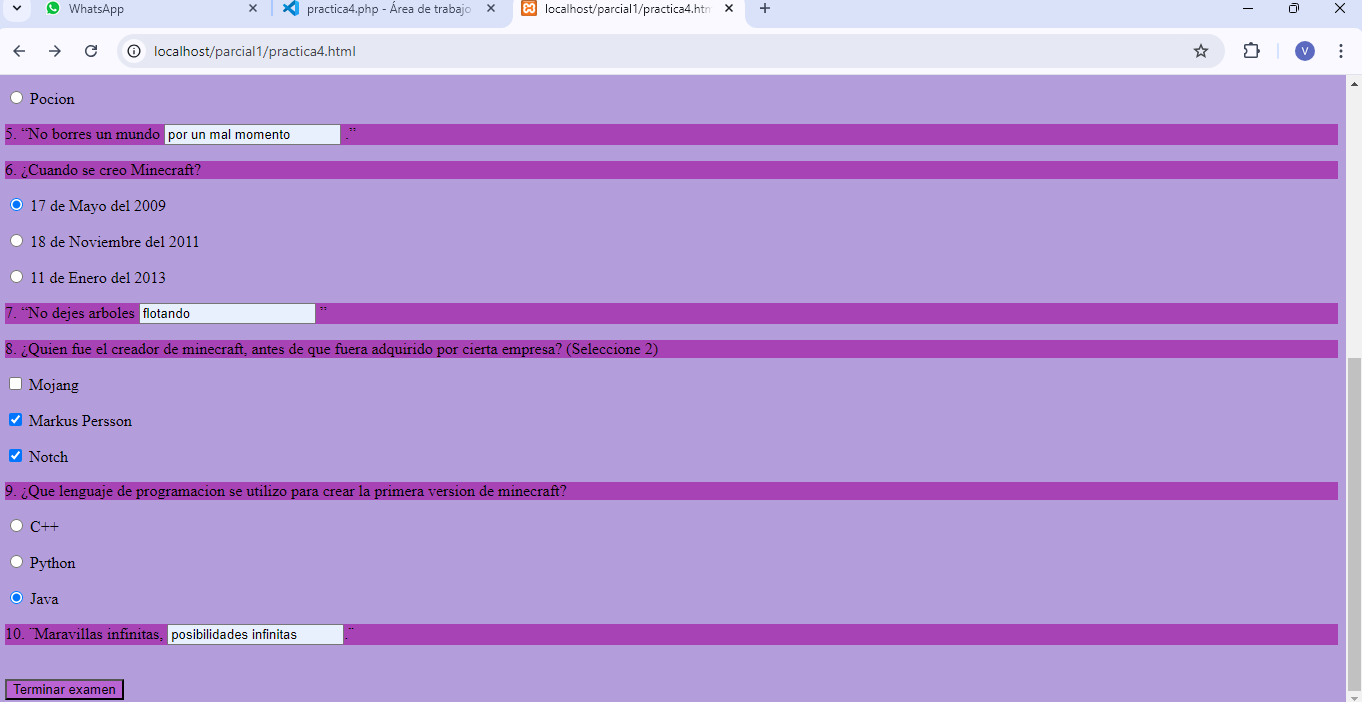 WhatsApp
practica4.php - Área de trabajo
localhost/parcial1/practica4.htm
localhost/parcial1/practica4.html
V
Pocion
5. “No borres un mundo por un mal momento .”
6. ¿Cuando se creo Minecraft?
17 de Mayo del 2009
18 de Noviembre del 2011
11 de Enero del 2013
7. “No dejes arboles flotando ”
8. ¿Quien fue el creador de minecraft, antes de que fuera adquirido por cierta empresa? (Seleccione 2)
Mojang
Markus Persson
Notch
9. ¿Que lenguaje de programacion se utilizo para crear la primera version de minecraft?
C++
Python
Java
10. ¨Maravillas infinitas, posibilidades infinitas .¨
Terminar examen